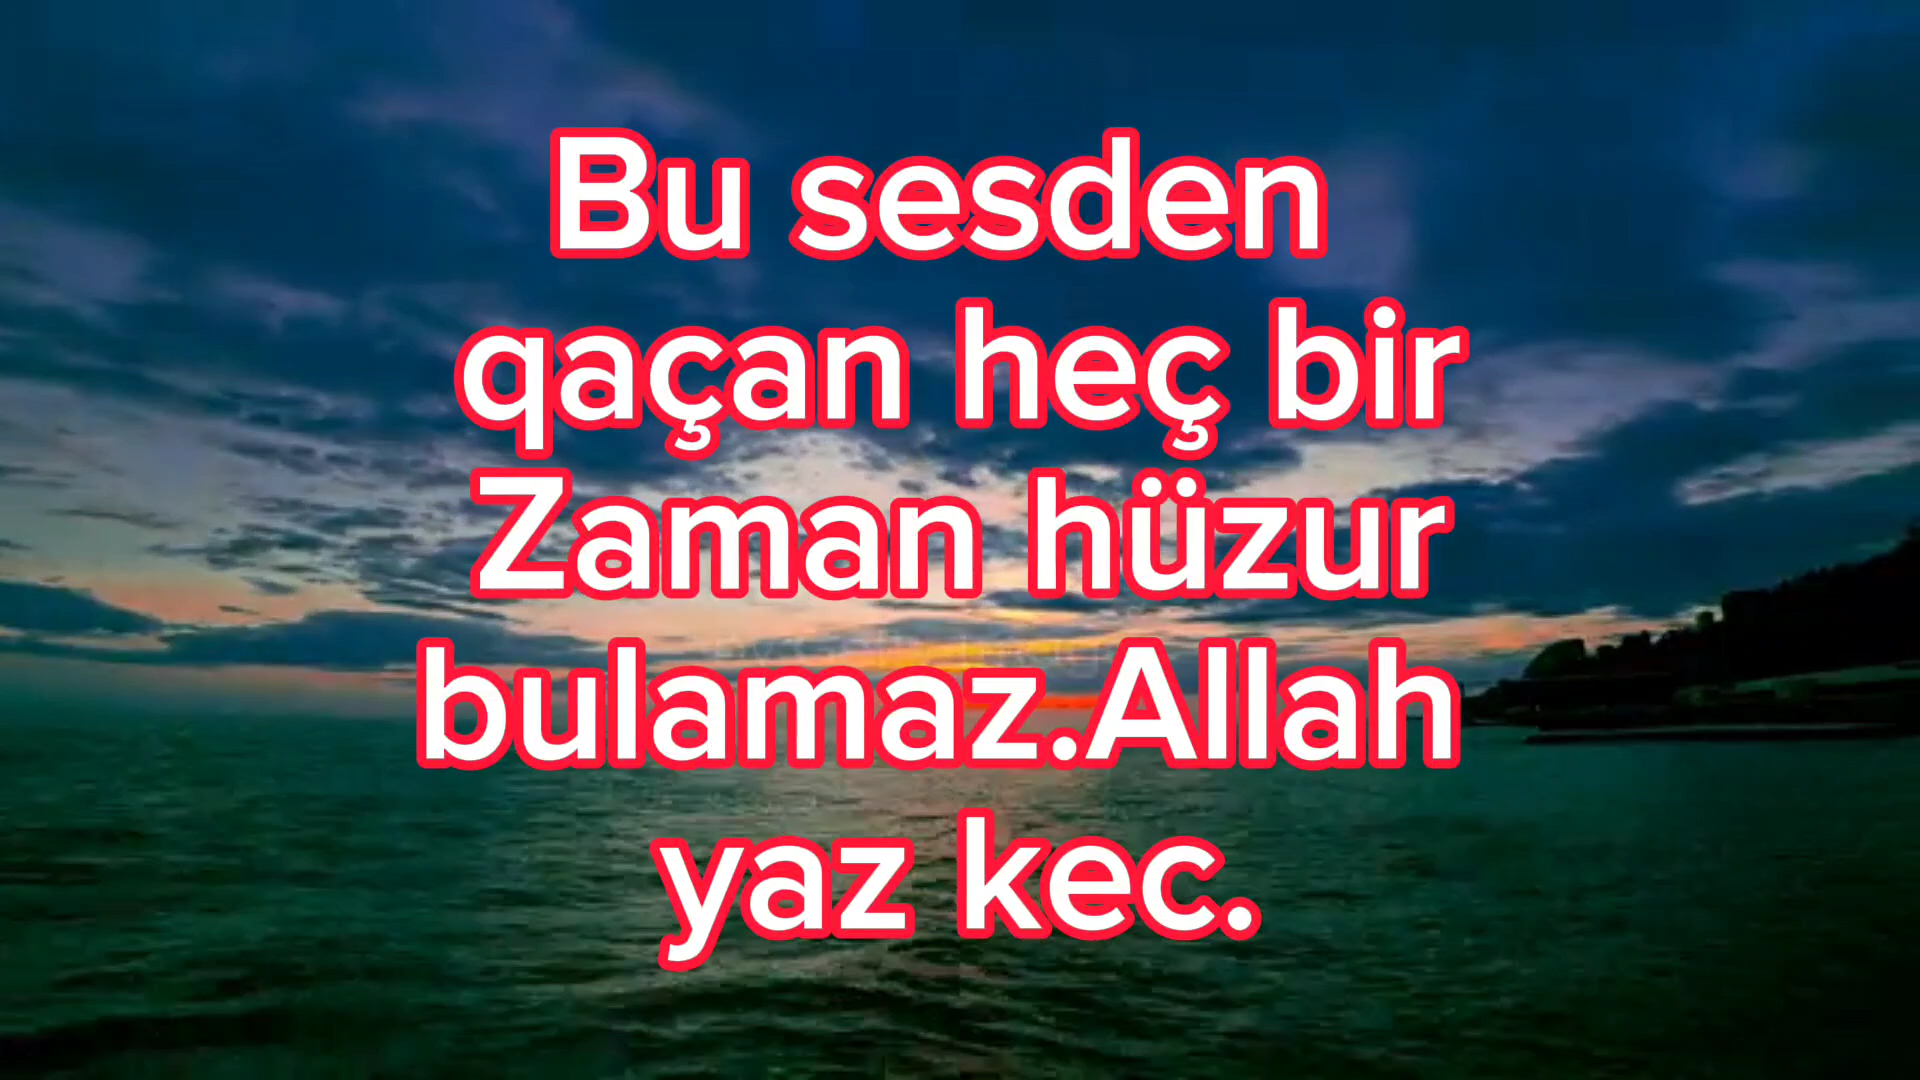 Bu sesden
qaçan heç bir
Zaman hüzur
bulamaz.Allah
yaz kec.